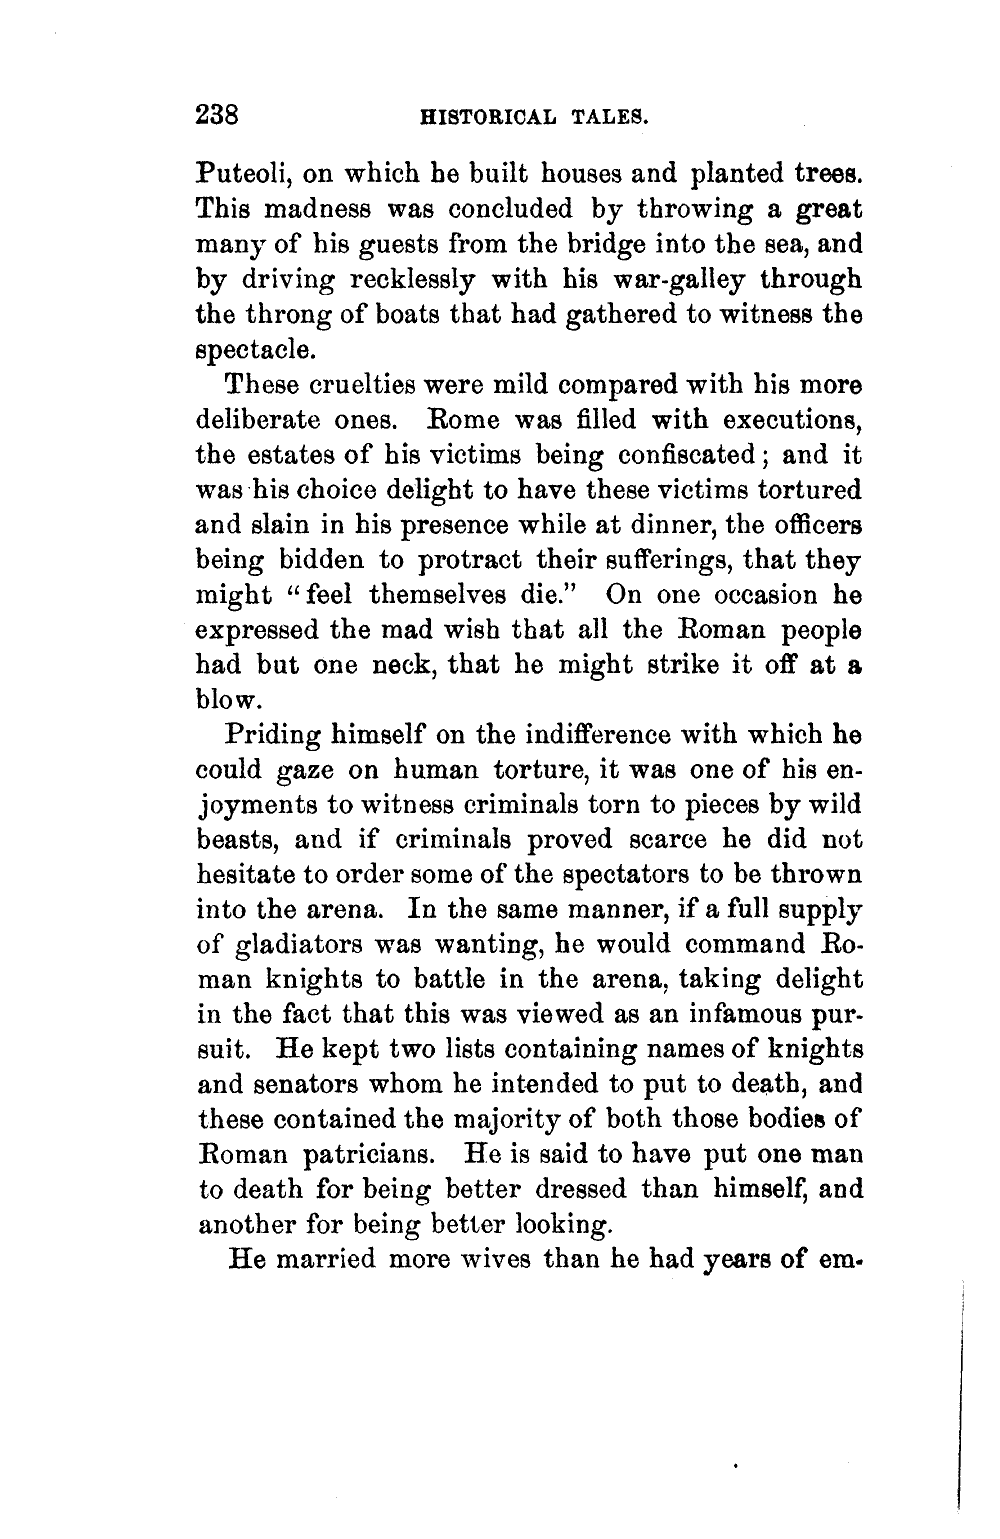 238 HISTORICAL TALES.
Puteoli, on which he built houses and planted trees.
This madness was concluded by throwing a great
many of his guests from the bridge into the sea, and
by driving recklessly with his war-galley through
the throng of boats that had gathered to witness the
spectacle.
These cruelties were mild compared with his more
deliberate ones. Rome was filled with executions,
the estates of his victims being confiscated; and it
was his choice delight to have these victims tortured
and slain in his presence while at dinner, the officers
being bidden to protract their sufferings, that they
might “feel themselves die.” On one occasion he
expressed the mad wish that all the Roman people
had but one neck, that he might strike it off at a
blow.
Priding himself on the indifference with which he
could gaze on human torture, it was one of his en-
joyments to witness criminals torn to pieces by wild
beasts, and if criminals proved scarce he did not
hesitate to order some of the spectators to be thrown
into the arena. In the same manner, if a full supply
of gladiators was wanting, he would command Ro-
man knights to battle in the arena, taking delight
in the fact that this was viewed as an infamous pur-
suit. He kept two lists containing names of knights
and senators whom he intended to put to death, and
these contained the majority of both those bodies of
Roman patricians. He is said to have put one man
to death for being better dressed than himself, and
another for being better looking.
He married more wives than he had years of em-